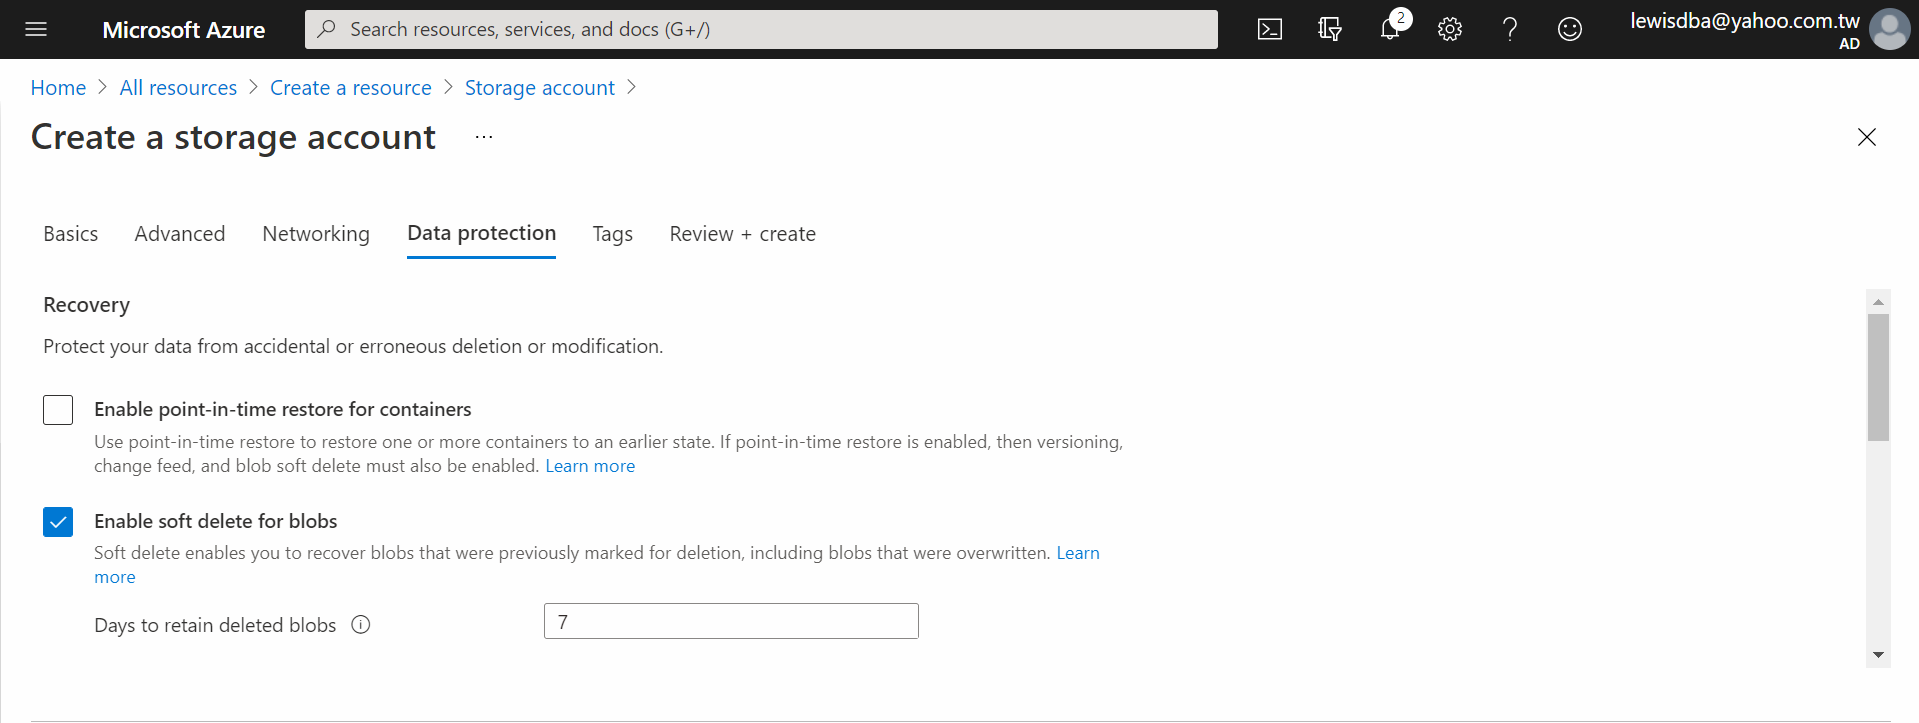 Microsoft Azure
Search resources, services, and docs (G+/)
2
lewisdba@yahoo.com.tw
AD
Home > All resources > Create a resource > Storage account >
Create a storage account ...
Basics Advanced Networking Data protection Tags Review + create
Recovery
Protect your data from accidental or erroneous deletion or modification.
Enable point-in-time restore for containers
Use point-in-time restore to restore one or more containers to an earlier state. If point-in-time restore is enabled, then versioning,
change feed, and blob soft delete must also be enabled. Learn more
Enable soft delete for blobs
Soft delete enables you to recover blobs that were previously marked for deletion, including blobs that were overwritten. Learn
more
Days to retain deleted blobs
7